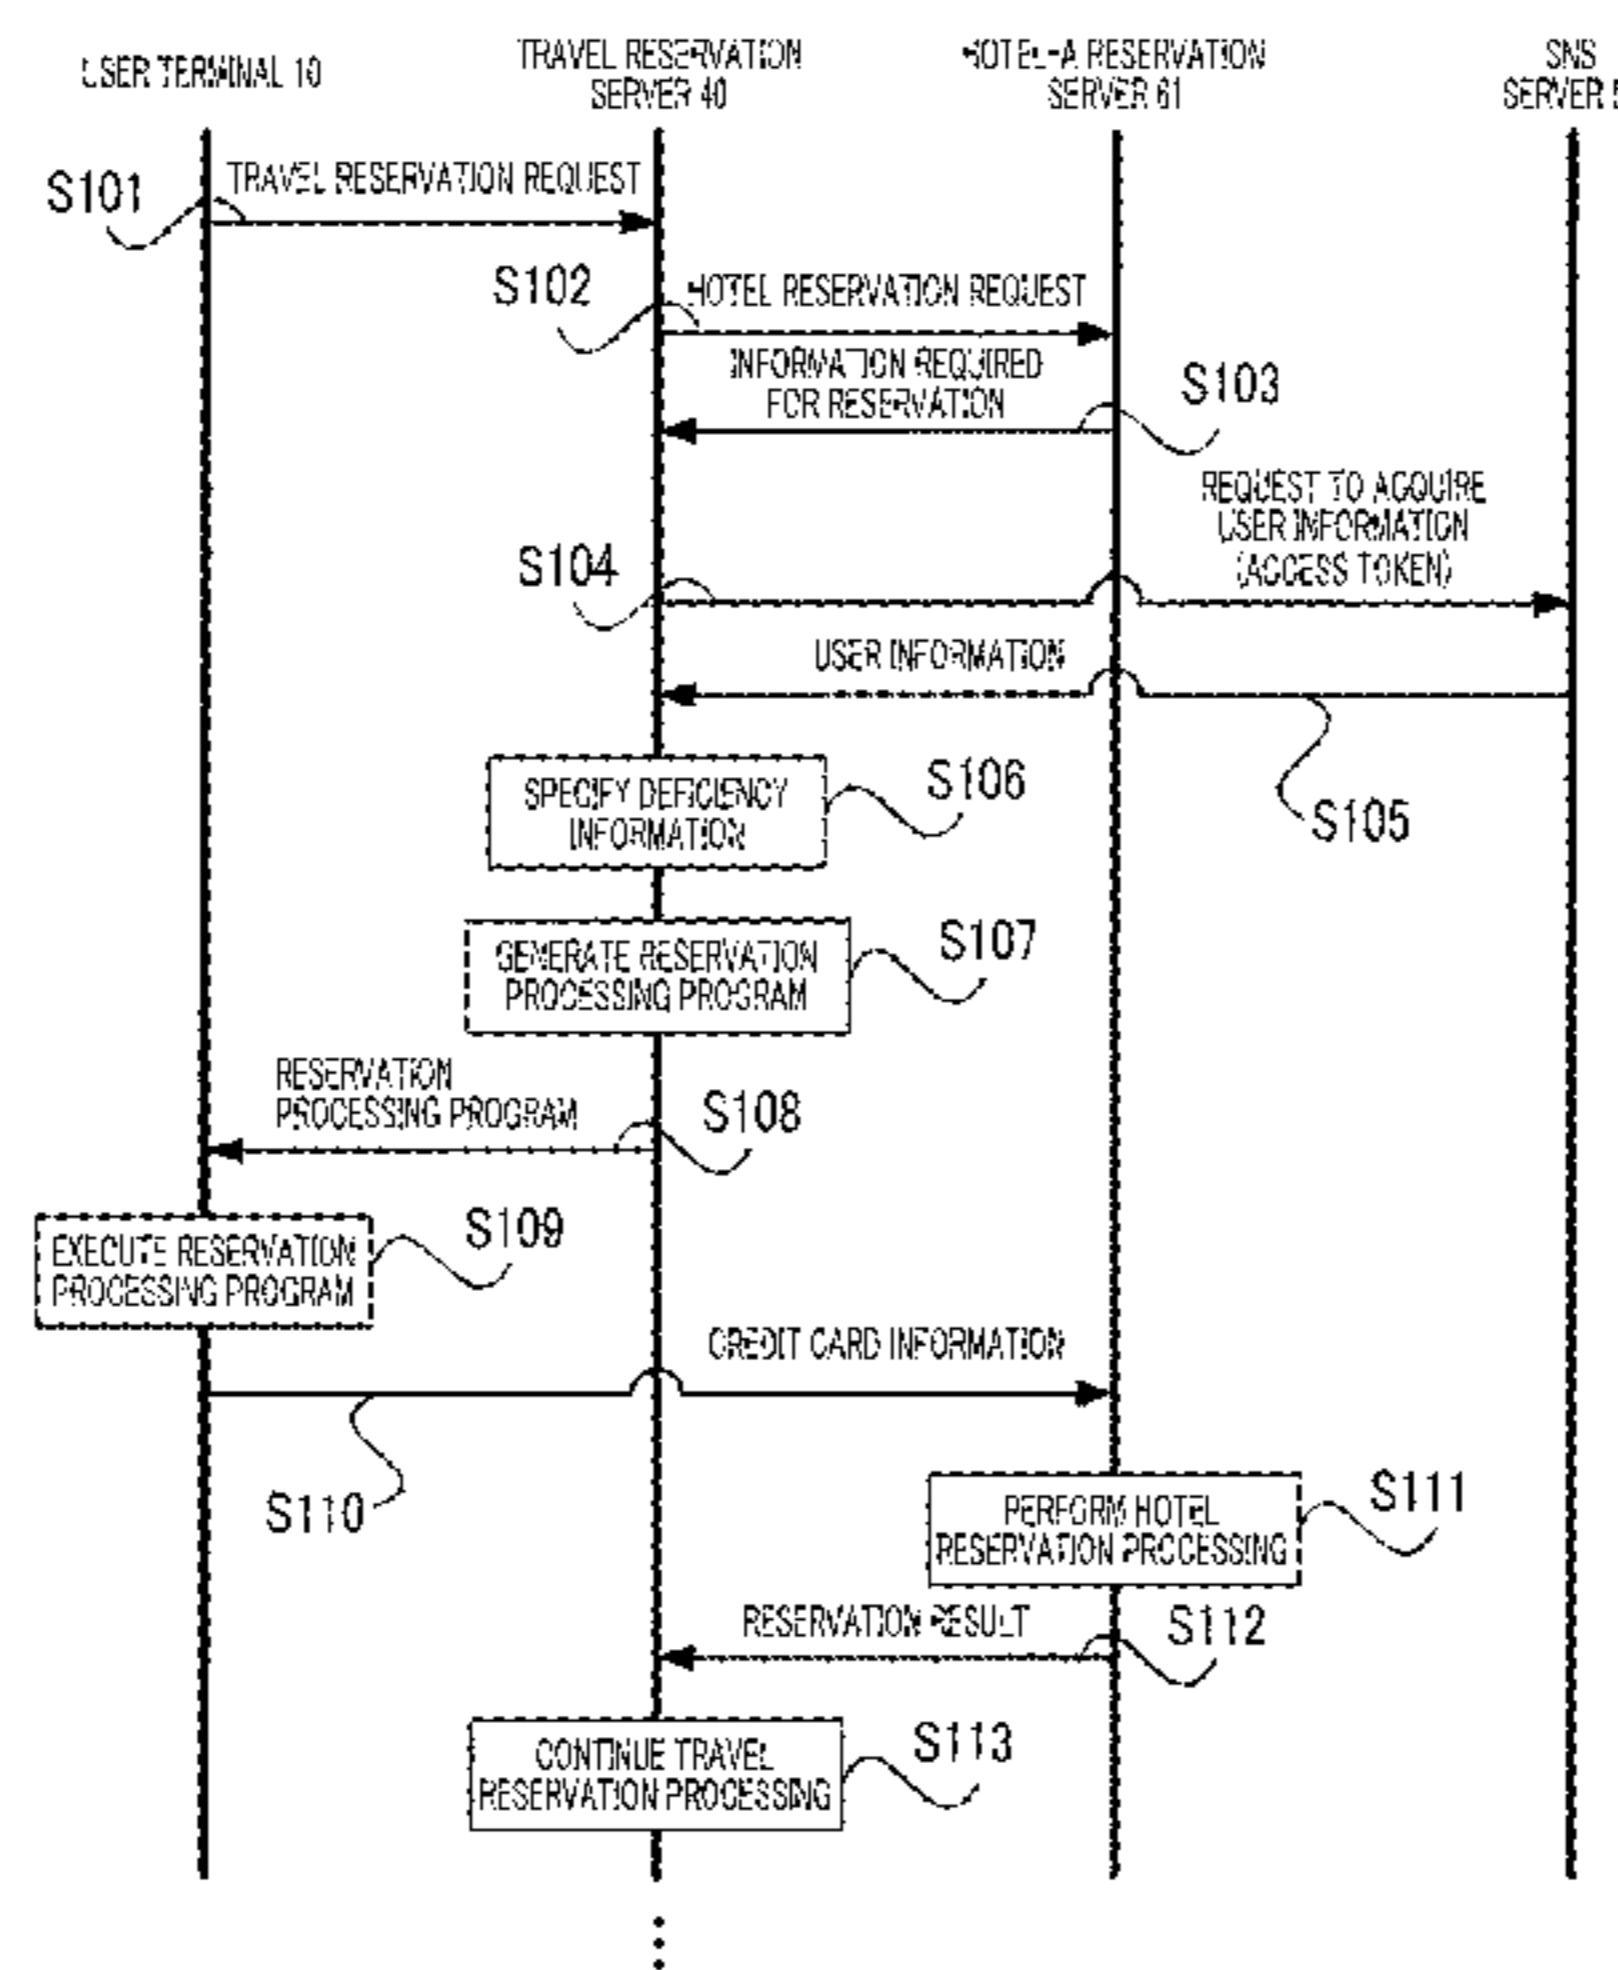 USER TERMINAL 10
TRAVEL RESERVATION
SERVER 40
HOTEL-A RESERVATION
SERVER 61
SNS
SERVER
S101
TRAVEL RESERVATION REQUEST
S102
HOTEL RESERVATION REQUEST
INFORMATION REQUIRED
FOR RESERVATION
S103
REQUEST TO ACQUIRE
USER INFORMATION
(ACCESS TOKEN)
S104
USER INFORMATION
S105
SPECIFY DEFICIENCY
INFORMATION
S106
GENERATE RESERVATION
PROCESSING PROGRAM
S107
RESERVATION
PROCESSING PROGRAM
S108
EXECUTE RESERVATION
PROCESSING PROGRAM
S109
CREDIT CARD INFORMATION
S110
PERFORM HOTEL
RESERVATION PROCESSING
S111
RESERVATION RESULT
S112
CONTINUE TRAVEL
RESERVATION PROCESSING
S113